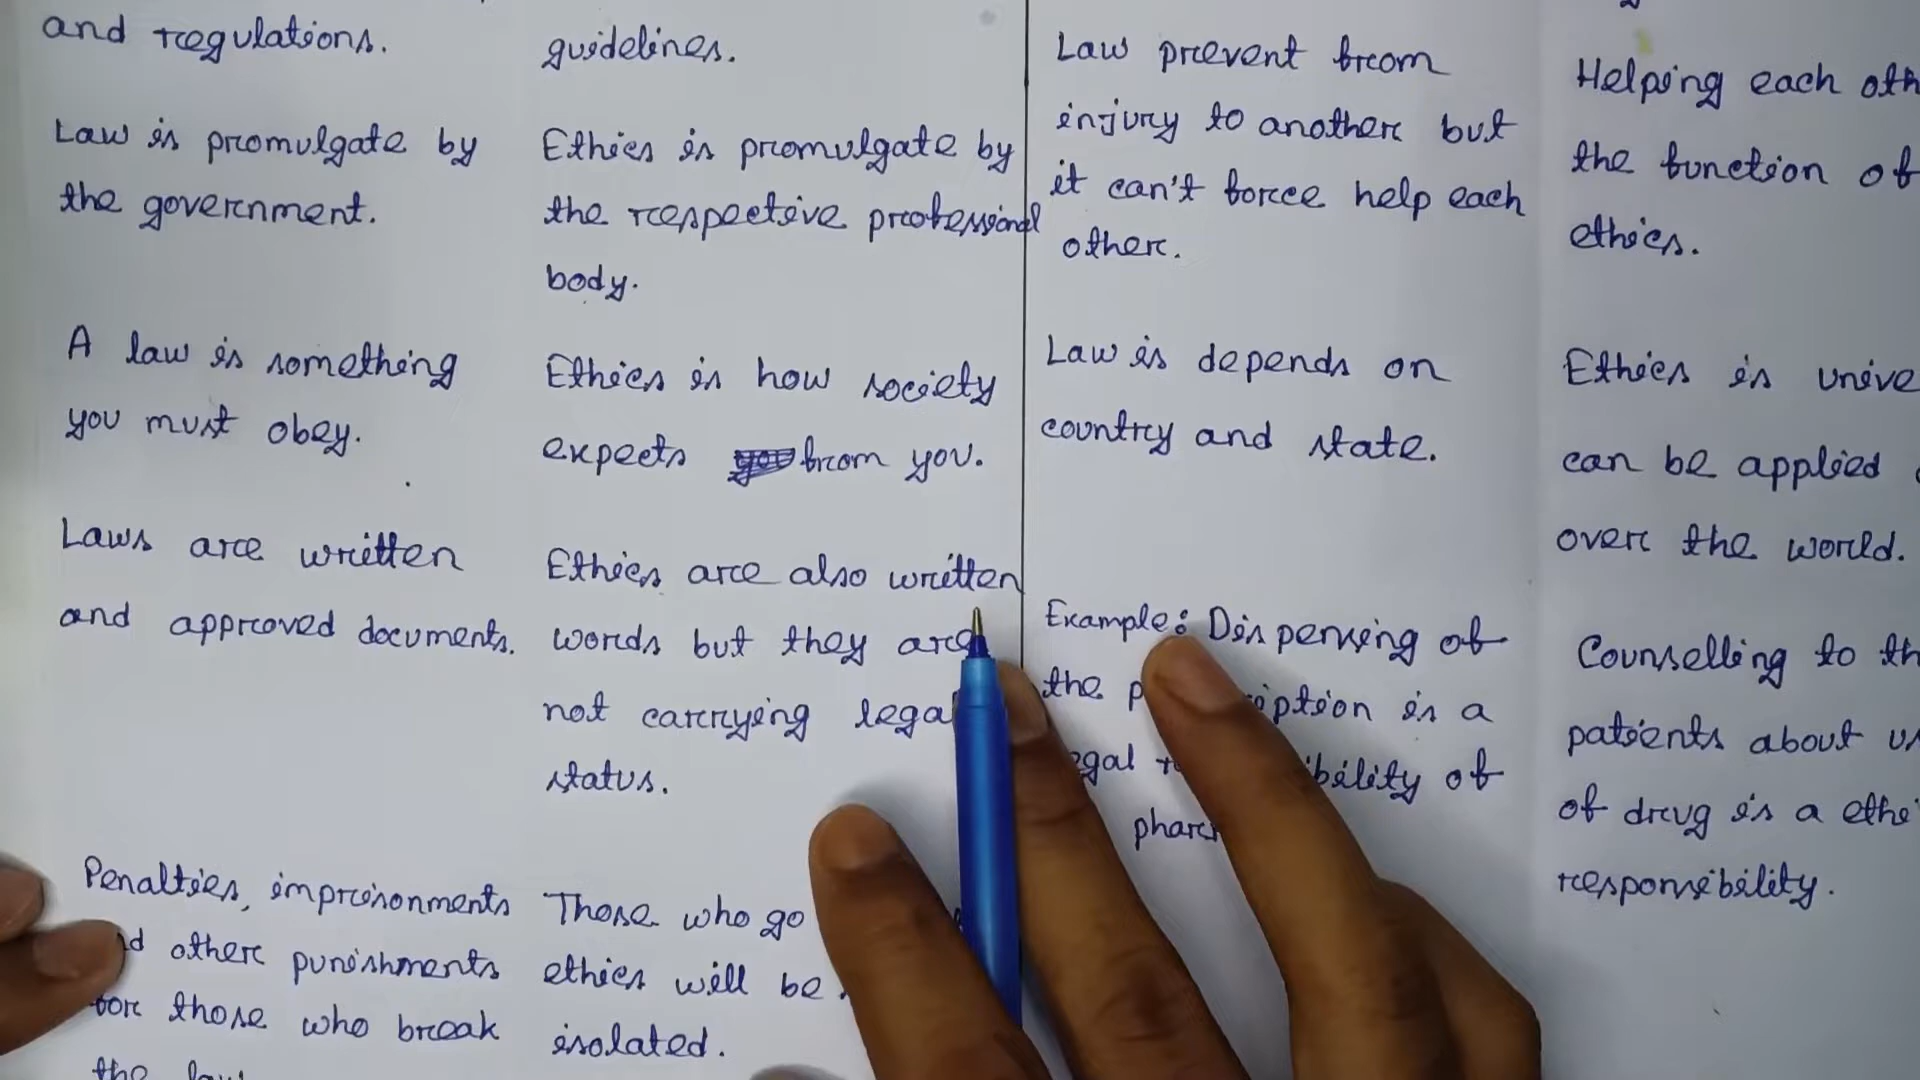 and regulations.
Law is promulgate by
the government.
A law is something
you must obey.
Laws are written
and approved documents.
Penalties, imprisonments
other punishments
for those who break
the law
guidelines.
Ethics is promulgate by
the respective professional
body.
Ethics is how society
expects from you.
Ethics are also written
words but they are
not carrying legal
status.
Those who go
ethics will be
isolated.
Law prevent from
injury to another but
it can't force help each
other.
Law is depends on
country and state.
Example: Dispensing of
the is a
of
Helping each
the function of
ethics.
Ethics is
can be applied
over the world.
Counselling to
patients about
of drug is a
responsibility.